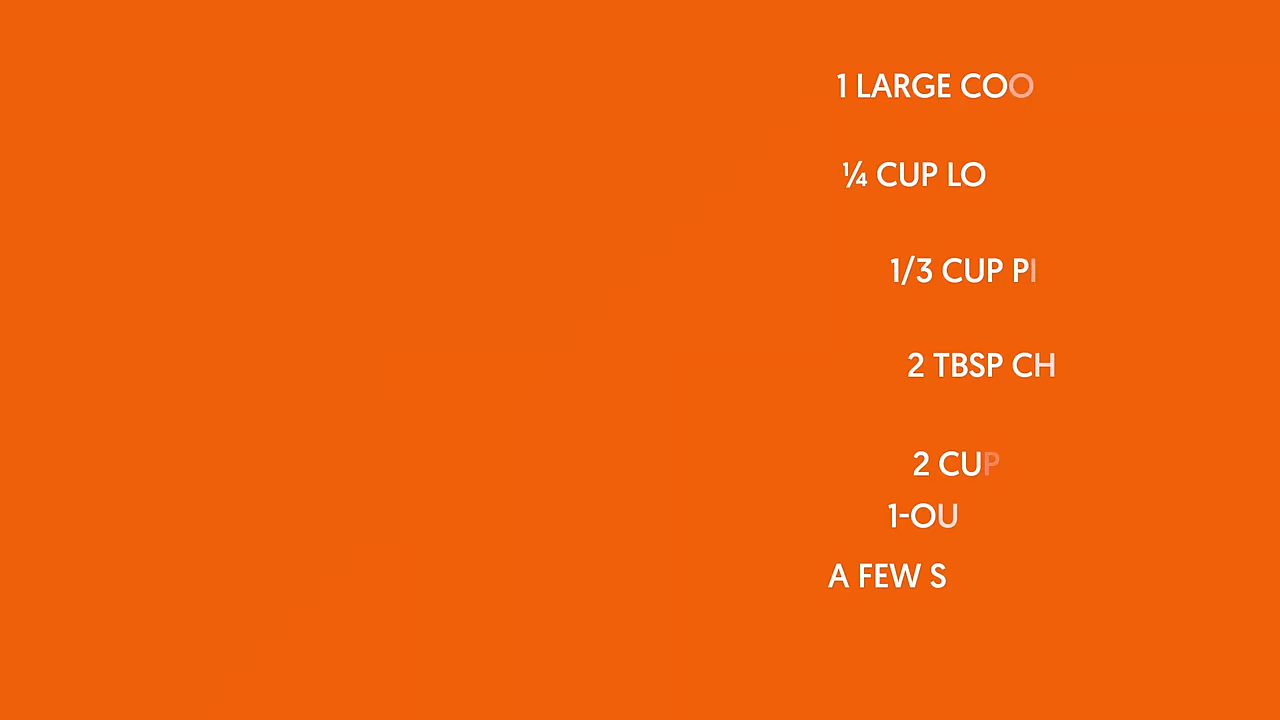 1 LARGE COO
¼ CUP LO
1/3 CUP PI
2 TBSP CH
2 CUP
1-OU
A FEW S